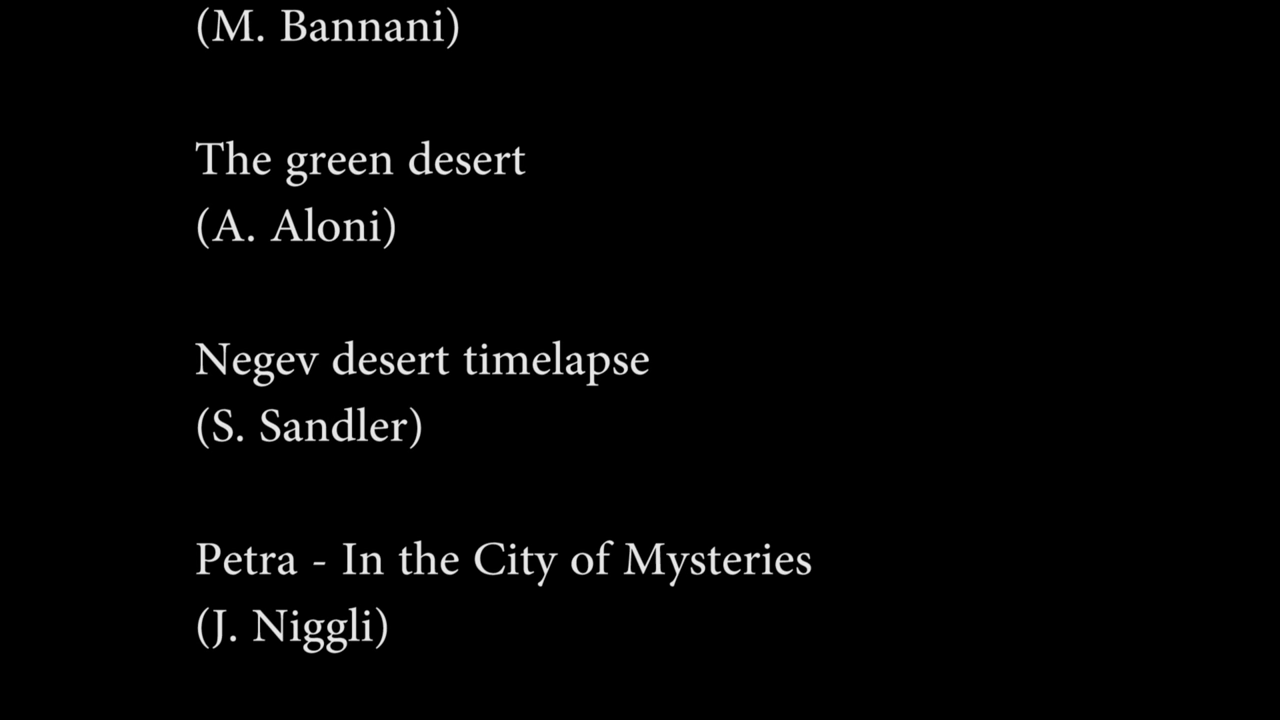 (M. Bannani)
The green desert
(A. Aloni)
Negev desert timelapse
(S. Sandler)
Petra - In the City of Mysteries
(J. Niggli)